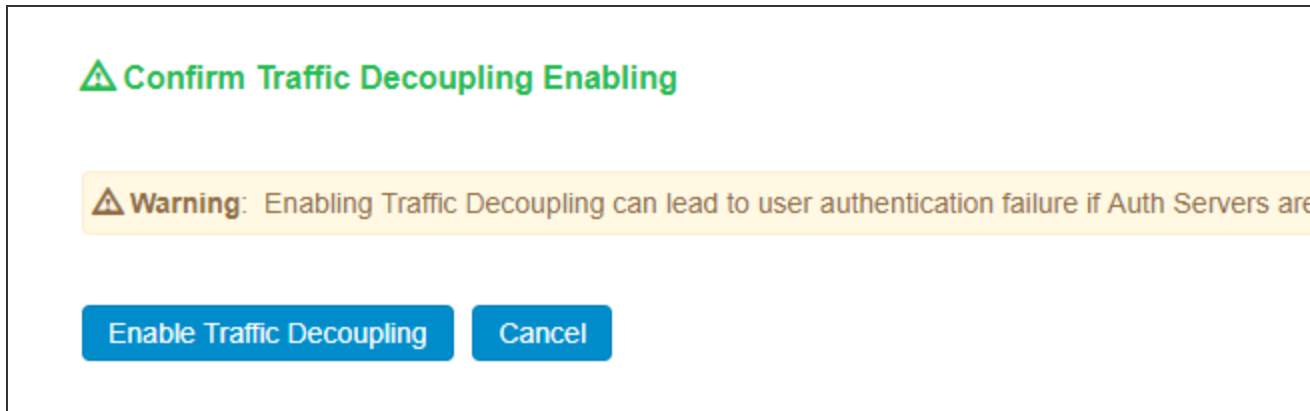 Confirm Traffic Decoupling Enabling
Warning: Enabling Traffic Decoupling can lead to user authentication failure if Auth Servers are
Enable Traffic Decoupling
Cancel